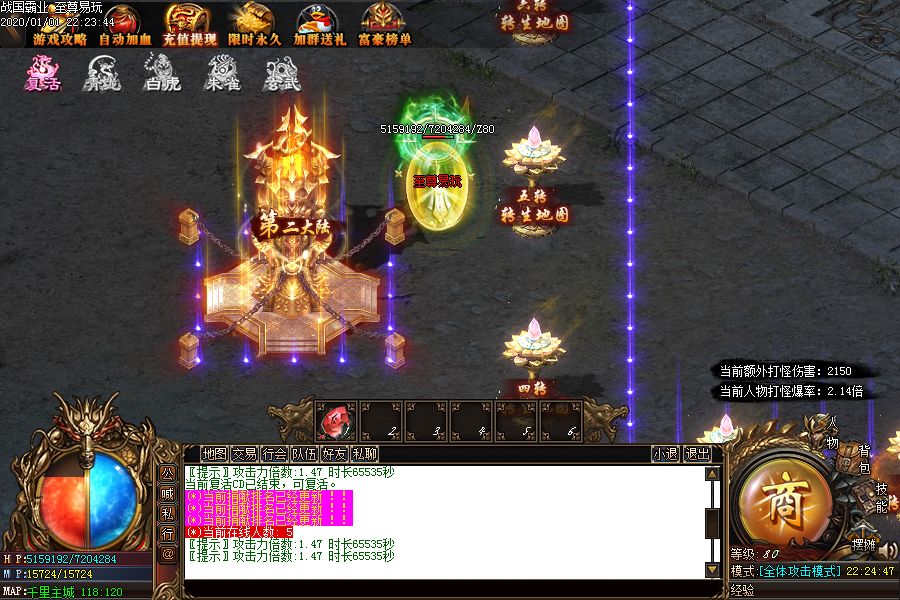 战国霸业 至尊易玩
2020/01/01 22:23:44
游戏攻略 自动加血 充值提现 限时永久 加群送礼 富豪榜单
复活 青龙 白虎 朱雀 玄武
六转
转生地图
5159192/7204284/Z80
至尊易玩
五转
转生地图
第二大陆
四转
当前额外打怪伤害: 2150
当前人物打怪爆率: 2.14倍
1 2 3 4 5 6
人物
背包
技能
商
摆摊
地图 交易 行会 队伍 好友 私聊 小退 退出
公
喊
私
行
@
〖提示〗攻击力倍数:1.47 时长65535秒
当前复活CD已结束，可复活。
(*)当前捐献排名已经更新！！！
(*)当前捐献排名已经更新！！！
(*)当前捐献排名已经更新！！！
(*)当前在线人数: 5
〖提示〗攻击力倍数:1.47 时长65535秒
〖提示〗攻击力倍数:1.47 时长65535秒
HP:5159192/7204284
MP:15724/15724
MAP:千里主城 118:120
等级: 80
模式:[全体攻击模式] 22:24:47
经验